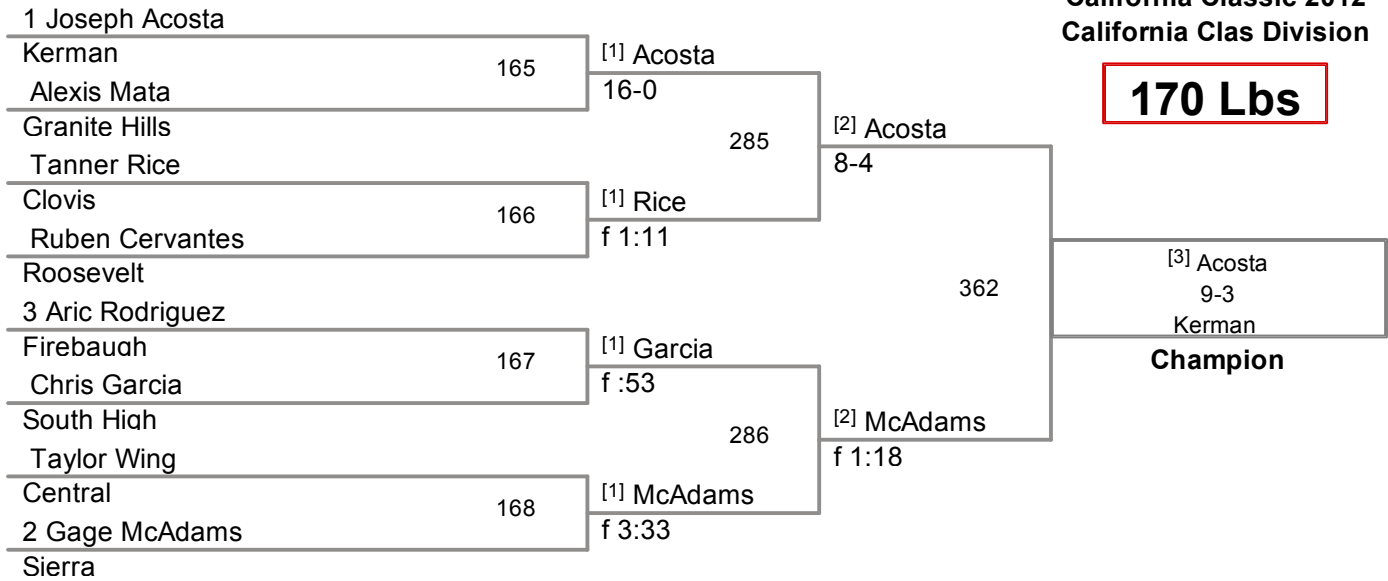 California Classic 2012
California Clas Division
170 Lbs
1 Joseph Acosta
Kerman
165
Alexis Mata
Granite Hills
[1] Acosta
16-0
285
Tanner Rice
Clovis
166
Ruben Cervantes
Roosevelt
[1] Rice
f 1:11
[2] Acosta
8-4
362
3 Aric Rodriguez
Firebaugh
167
Chris Garcia
South High
[1] Garcia
f :53
286
Taylor Wing
Central
168
2 Gage McAdams
Sierra
[1] McAdams
f 3:33
[2] McAdams
f 1:18
[3] Acosta
9-3
Kerman
Champion